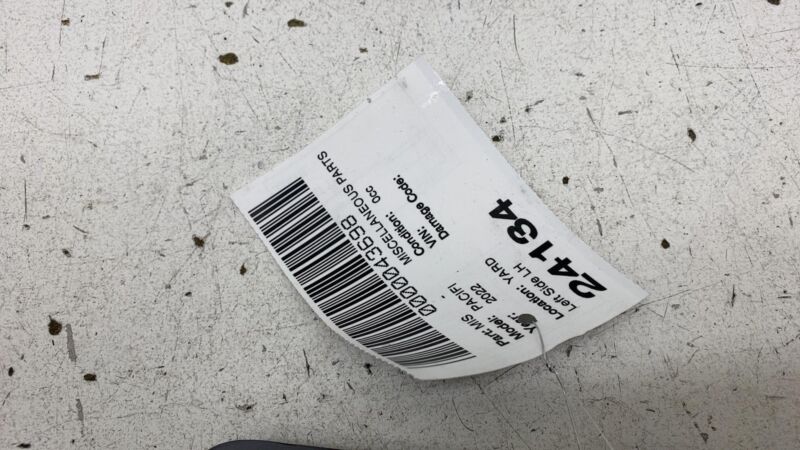 MISCELLANEOUS PARTS
0000043698
0cc
Condition:
VIN:
Damage Code:
Part: MIS -
Model: PACIFI
Year: 2022
Location: YARD
Left Side LH
24134